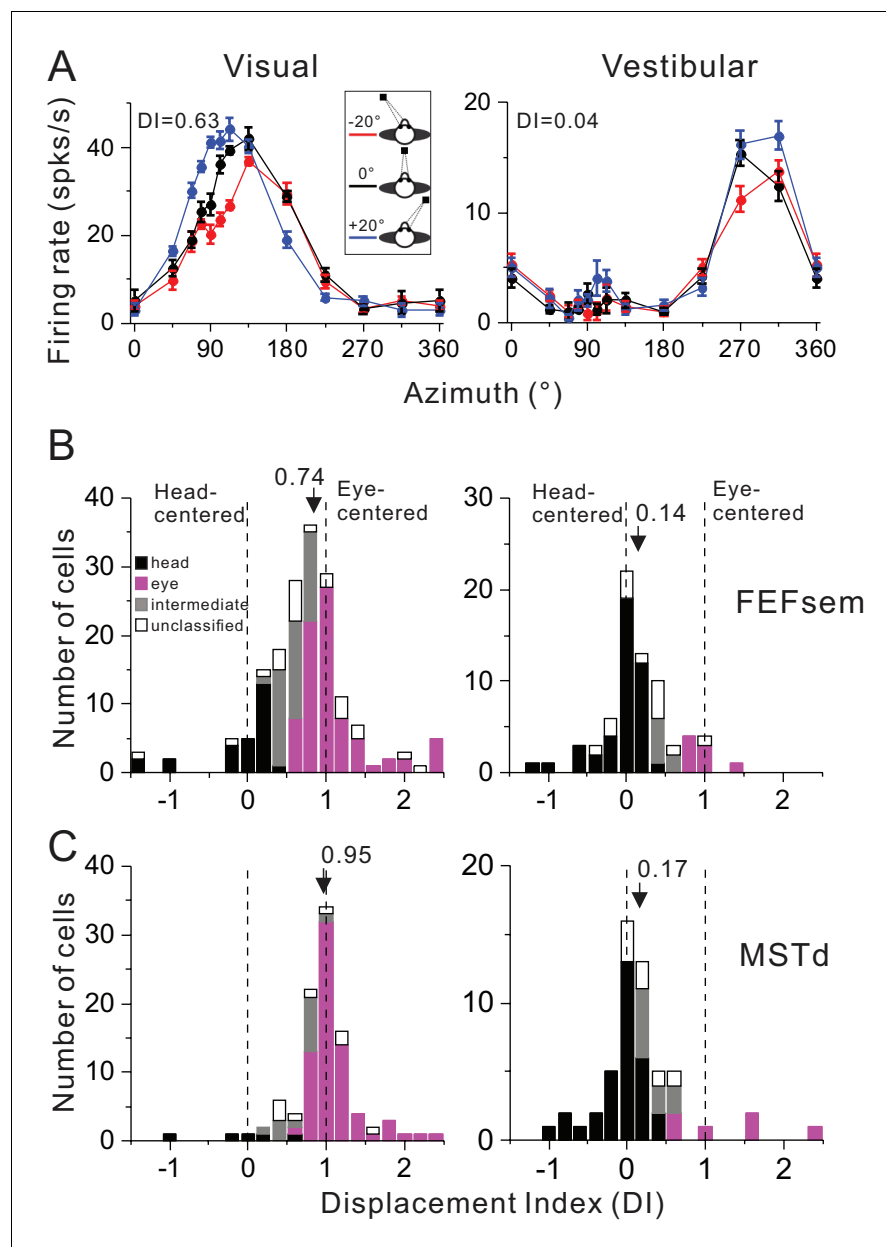 A
Visual
Vestibular
Firing rate (spks/s)
DI=0.63
40
20
0
0
90
180
270
360
-20°
0°
+20°
DI=0.04
20
10
0
0
90
180
270
360
Azimuth (°)
B
Number of cells
40
30
20
10
0
0.74
Head-
centered
Eye-
centered
head
eye
intermediate
unclassified
-1
0
1
2
30
20
10
0
Head-
centered
Eye-
centered
0.14
FEFsem
-1
0
1
2
C
Number of cells
40
30
20
10
0
0.95
-1
0
1
2
20
10
0
0.17
MSTd
-1
0
1
2
Displacement Index (DI)